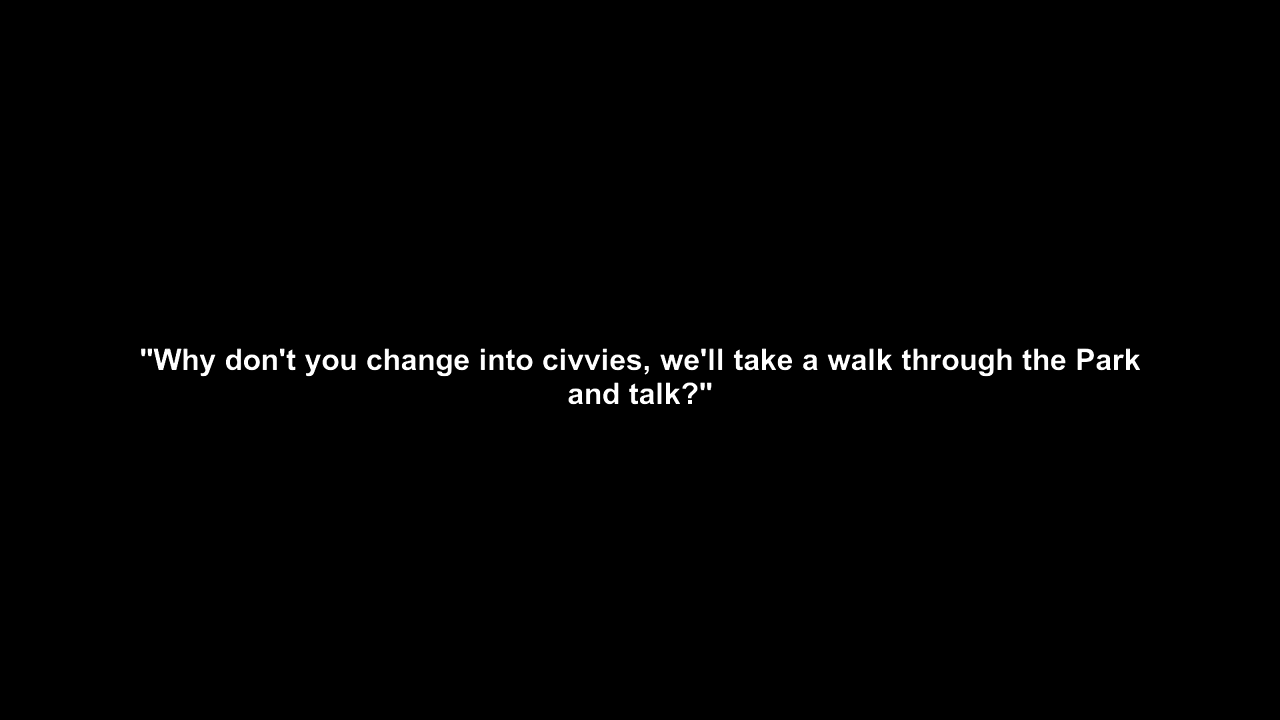 "Why don't you change into civvies, we'll take a walk through the Park
and talk?"